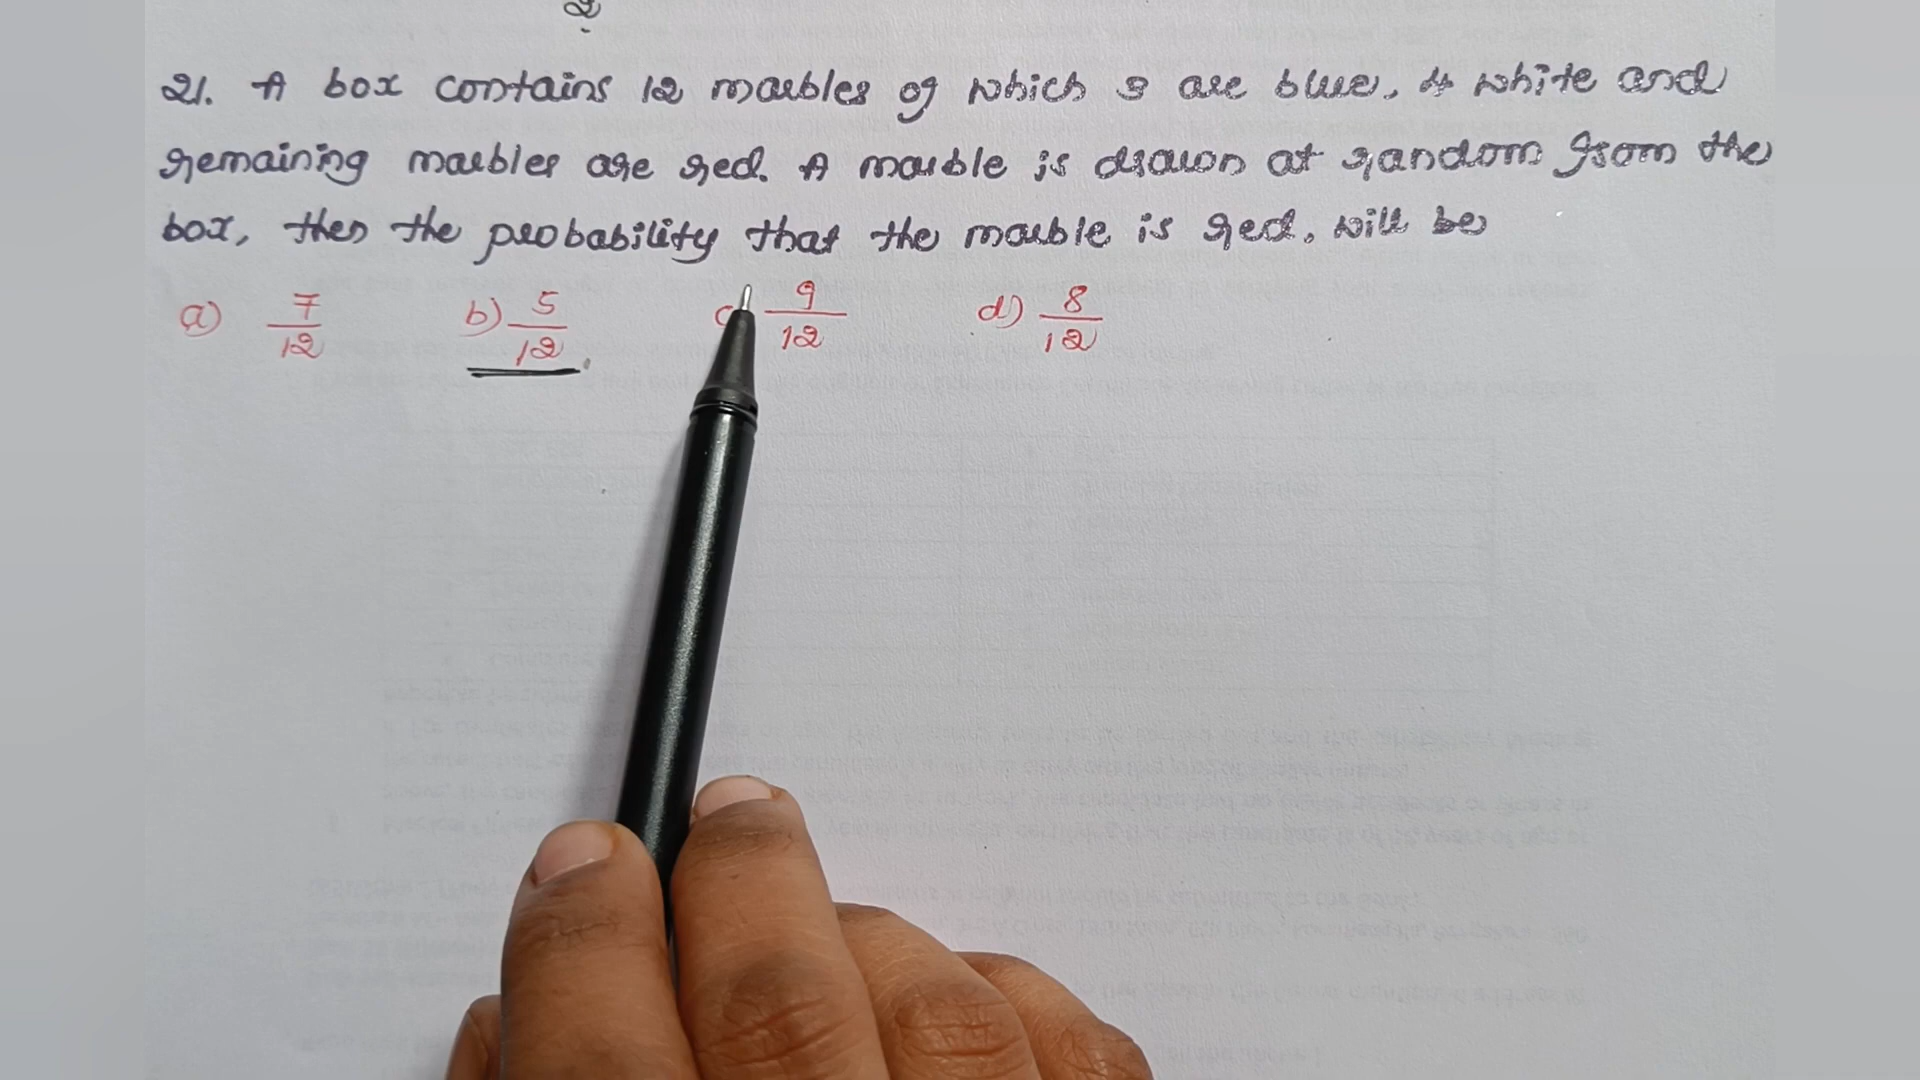 21. A box contains 12 marbles of which 3 are blue, 4 white and
remaining marbles are red. A marble is drawn at random from the
box, then the probability that the marble is red, will be
a) 7/12 b) 5/12 c) 9/12 d) 8/12